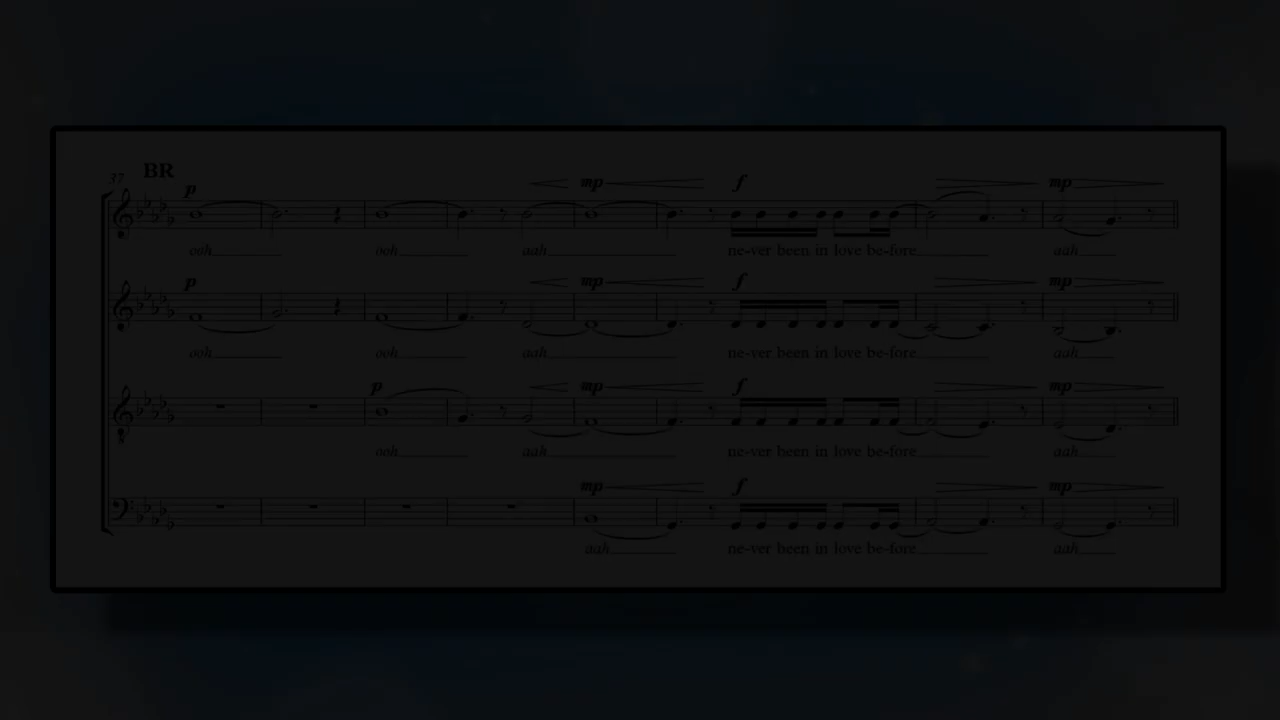 37 BR
p
mp f mp
ooh ooh aah ne-ver been in love be-fore aah
p mp f mp
ooh ooh aah ne-ver been in love be-fore aah
p mp f mp
ooh aah ne-ver been in love be-fore aah
mp f mp
aah ne-ver been in love be-fore aah